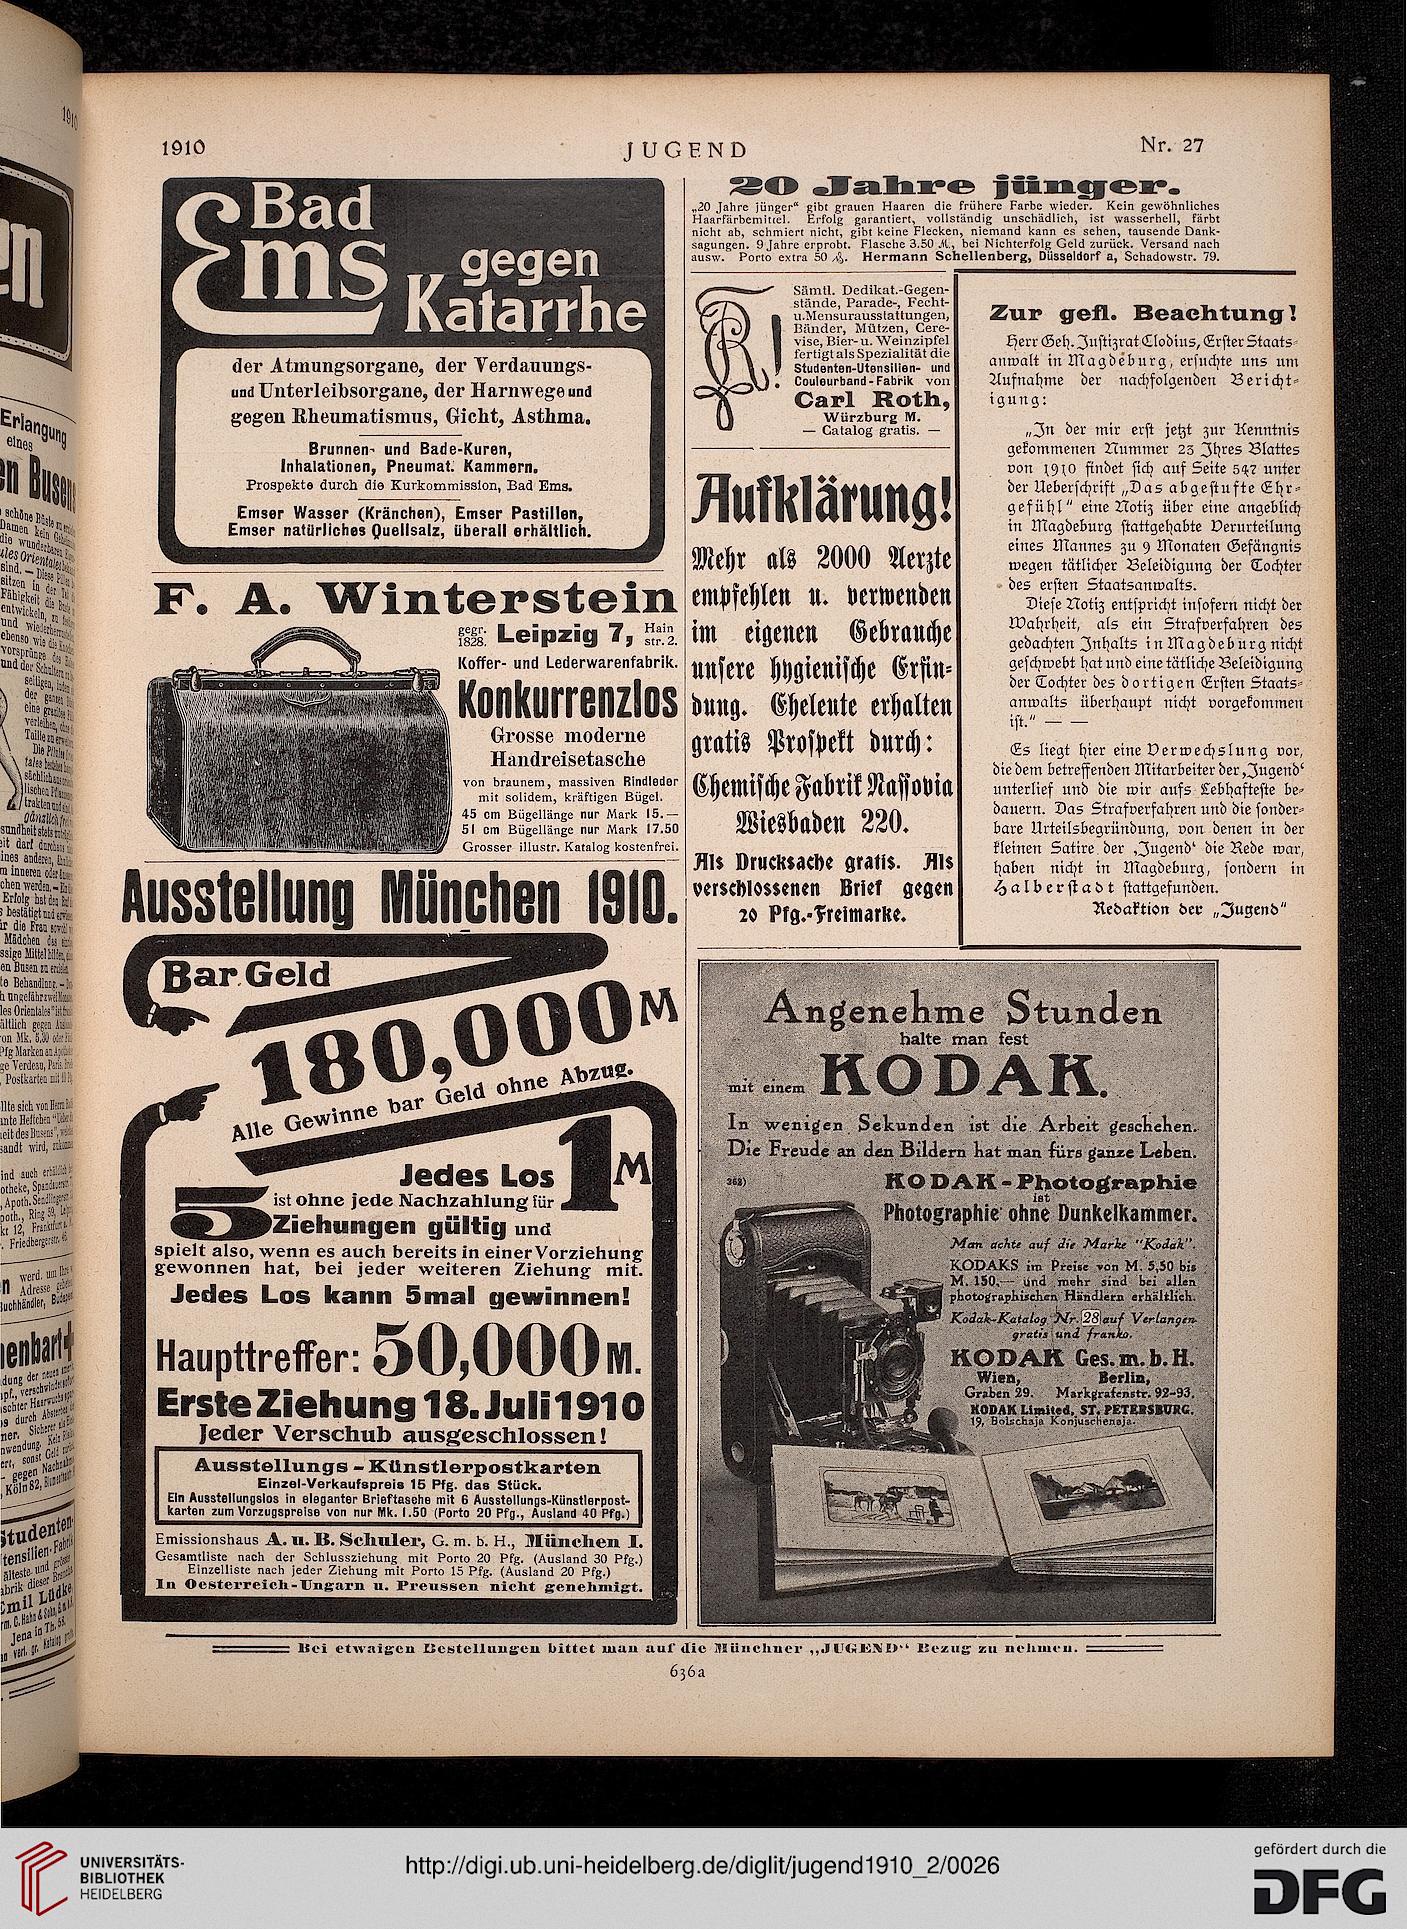 1910
JUGEND
Nr. 27
Bad
Ems
gegen
Katarrhe
der Atmungsorgane, der Verdauungs-
und Unterleibsorgane, der Harnwege und
gegen Rheumatismus, Gicht, Asthma.
Brunnen- und Bade-Kuren,
Inhalationen, Pneumat. Kammern.
Prospekte durch die Kurkommission, Bad Ems.
Emser Wasser (Kränchen), Emser Pastillen,
Emser natürliches Quellsalz, überall erhältlich.
F. A. Winterstein
gegr. 1828. Leipzig 7, Hain str. 2.
Koffer- und Lederwarenfabrik.
Konkurrenzlos
Grosse moderne
Handreisetasche
von braunem, massiven Rindleder
mit solidem, kräftigen Bügel.
45 cm Bügellänge nur Mark 15.—
51 cm Bügellänge nur Mark 17.50
Grosser illustr. Katalog kostenfrei.
Ausstellung München 1910.
Bar Geld
180,000 M
Alle Gewinne bar Geld ohne Abzug.
Jedes Los 1 M
ist ohne jede Nachzahlung für
5 Ziehungen gültig und
spielt also, wenn es auch bereits in einer Vorziehung
gewonnen hat, bei jeder weiteren Ziehung mit.
Jedes Los kann 5mal gewinnen!
Haupttreffer: 50,000 M.
Erste Ziehung 18. Juli 1910
Jeder Verschub ausgeschlossen!
Ausstellungs-Künstlerpostkarten
Einzel-Verkaufspreis 15 Pfg. das Stück.
Ein Ausstellungslos in eleganter Brieftasche mit 6 Ausstellungs-Künstlerpost-
karten zum Vorzugspreise von nur Mk. 1.50 (Porto 20 Pfg., Ausland 40 Pfg.)
Emissionshaus A. u. B. Schuler, G. m. b. H., München I.
Gesamtliste nach der Schlussziehung mit Porto 20 Pfg. (Ausland 30 Pfg.)
Einzelliste nach jeder Ziehung mit Porto 15 Pfg. (Ausland 20 Pfg.)
In Oesterreich-Ungarn u. Preussen nicht genehmigt.
20 Jahre jünger.
„20 Jahre jünger“ gibt grauen Haaren die frühere Farbe wieder. Kein gewöhnliches
Haarfärbemittel. Erfolg garantiert, vollständig unschädlich, ist wasserhell, färbt
nicht ab, schmiert nicht, gibt keine Flecken, niemand kann es sehen, tausende Dank-
sagungen. 9 Jahre erprobt. Flasche 3.50 ℳ, bei Nichterfolg Geld zurück. Versand nach
ausw. Porto extra 50 ₰. Hermann Schellenberg, Düsseldorf a, Schadowstr. 79.
Sämtl. Dedikat.-Gegen-
stände, Parade-, Fecht-
u. Mensurausstattungen,
Bänder, Mützen, Cere-
vise, Bier- u. Weinzipfel
fertigt als Spezialität die
Studenten-Utensilien- und
Couleurband-Fabrik von
Carl Roth,
Würzburg M.
— Catalog gratis. —
Aufklärung!
Mehr als 2000 Aerzte
empfehlen u. verwenden
im eigenen Gebrauche
unsere hygienische Erfin-
dung. Eheleute erhalten
gratis Prospekt durch:
Chemische Fabrik Nassovia
Wiesbaden 220.
Als Drucksache gratis. Als
verschlossenen Brief gegen
20 Pfg.-Freimarke.
Zur gefl. Beachtung!
Herr Geh. Justizrat Clodius, Erster Staats-
anwalt in Magdeburg, ersuchte uns um
Aufnahme der nachfolgenden Bericht-
igung:
„In der mir erst jetzt zur Kenntnis
gekommenen Nummer 23 Ihres Blattes
von 1910 findet sich auf Seite 547 unter
der Ueberschrift „Das abgestufte Ehr-
gefühl“ eine Notiz über eine angeblich
in Magdeburg stattgehabte Verurteilung
eines Mannes zu 9 Monaten Gefängnis
wegen tätlicher Beleidigung der Tochter
des ersten Staatsanwalts.
Diese Notiz entspricht insofern nicht der
Wahrheit, als ein Strafverfahren des
gedachten Inhalts in Magdeburg nicht
geschwebt hat und eine tätliche Beleidigung
der Tochter des dortigen Ersten Staats-
anwalts überhaupt nicht vorgekommen
ist.“ — —
Es liegt hier eine Verwechslung vor,
die dem betreffenden Mitarbeiter der ‚Jugend‘
unterlief und die wir aufs Lebhafteste be-
dauern. Das Strafverfahren und die sonder-
bare Urteilsbegründung, von denen in der
kleinen Satire der ‚Jugend‘ die Rede war,
haben nicht in Magdeburg, sondern in
Halberstadt stattgefunden.
Redaktion der „Jugend“
Angenehme Stunden
halte man fest
mit einem KODAK.
In wenigen Sekunden ist die Arbeit geschehen.
Die Freude an den Bildern hat man fürs ganze Leben.
KODAK-Photographie
ist
Photographie ohne Dunkelkammer.
Man achte auf die Marke "Kodak".
KODAKS im Preise von M. 5,50 bis
M. 150,— und mehr sind bei allen
photographischen Händlern erhältlich.
Kodak-Katalog Nr. 28 auf Verlangen
gratis und franko.
KODAK Ges. m. b. H.
Wien, Berlin,
Graben 29. Markgrafenstr. 92-93.
KODAK Limited, ST. PETERSBURG.
19, Bolschaja Konjuschenaja.
Bei etwaigen Bestellungen bittet man auf die Münchner „JUGEND“ Bezug zu nehmen.
636a
UNIVERSITÄTS-
BIBLIOTHEK
HEIDELBERG
http://digi.ub.uni-heidelberg.de/diglit/jugend1910_2/0026
gefördert durch die
DFG